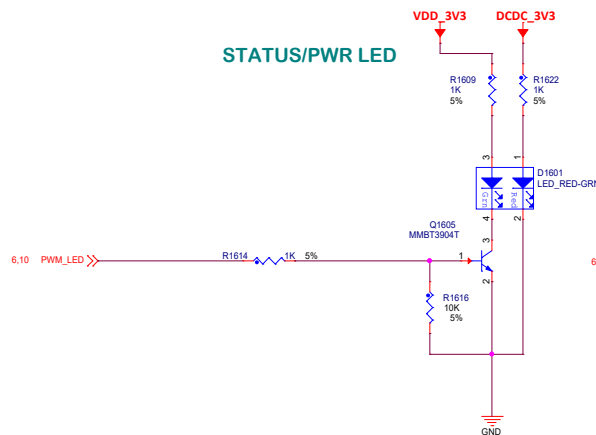 VDD_3V3
DCDC_3V3
STATUS/PWR LED
R1609
1K
5%
R1622
1K
5%
3
1
D1601
LED_RED-GRN
Grn
Red
4
2
Q1605
MMBT3904T
3
6,10 PWM_LED
R1614 1K 5%
1
6
2
R1616
10K
5%
GND